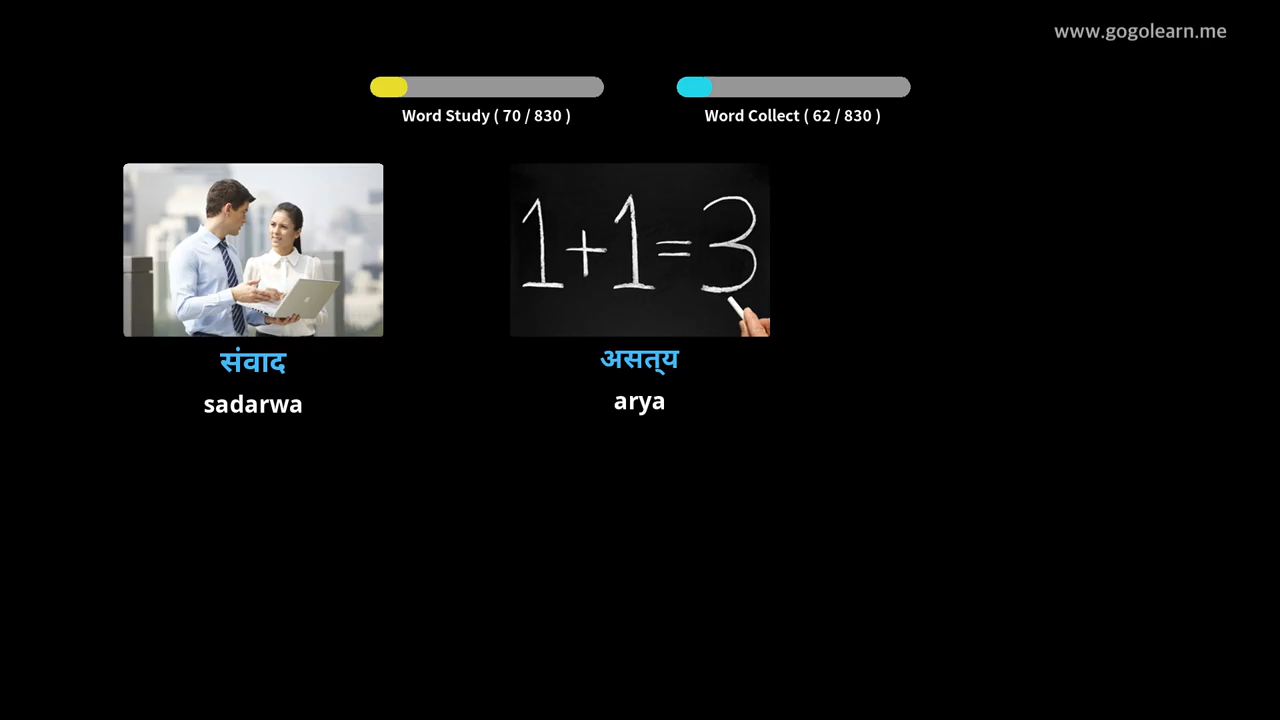 www.gogolearn.me
Word Study ( 70 / 830 )
Word Collect ( 62 / 830 )
1+1=3
संवाद
असत्य
sadarwa
arya